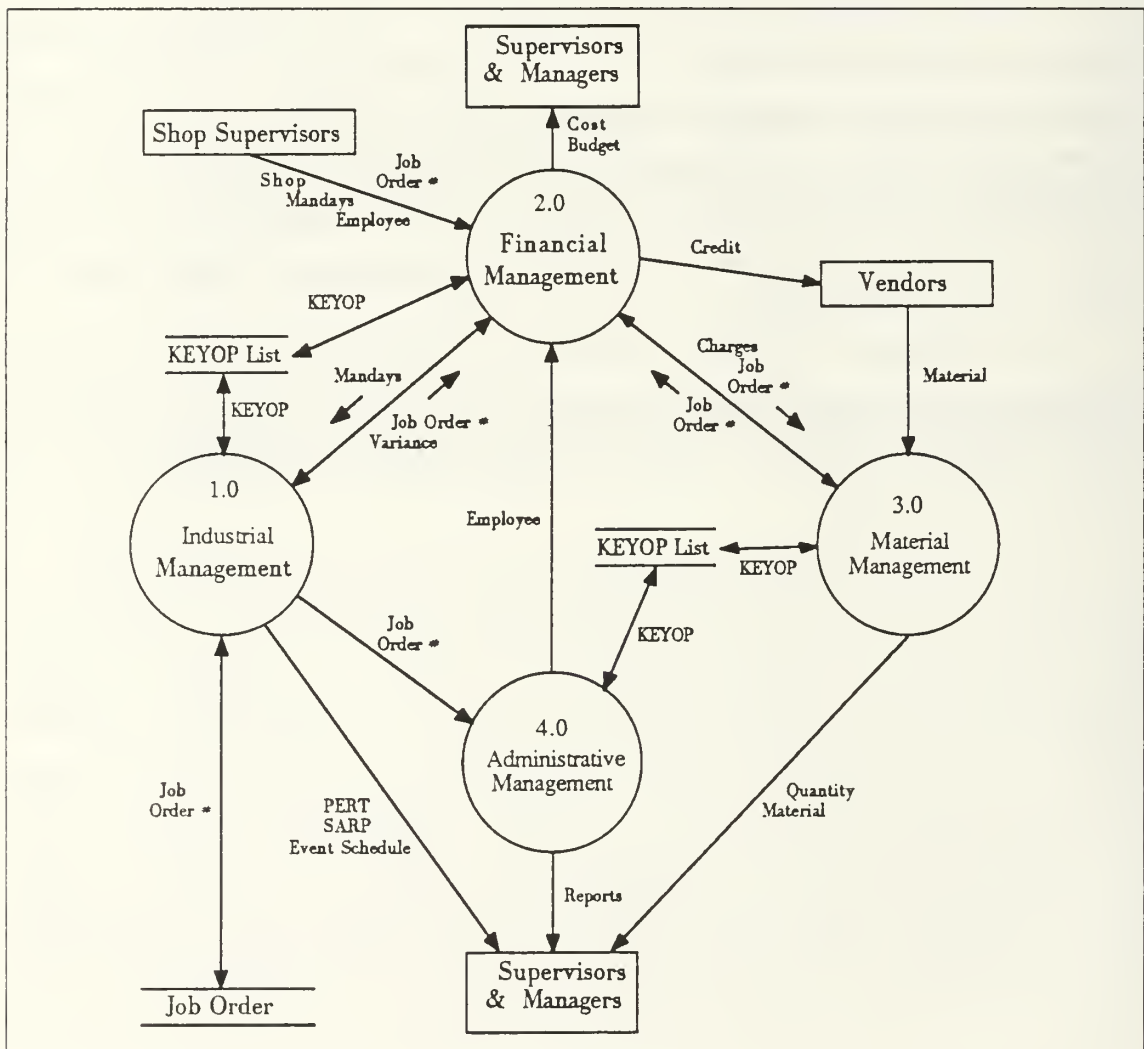 Supervisors
& Managers
Shop Supervisors
Cost
Budget
Job
Order #
Shop
Mandays
Employee
2.0
Financial
Management
Credit
Vendors
KEYOP
KEYOP List
KEYOP
Mandays
Job Order #
Variance
Charges
Job
Order #
Job
Order #
Material
1.0
Industrial
Management
Employee
KEYOP List
KEYOP
3.0
Material
Management
Job
Order #
KEYOP
4.0
Administrative
Management
Job
Order #
PERT
SARP
Event Schedule
Quantity
Material
Reports
Job Order
Supervisors
& Managers